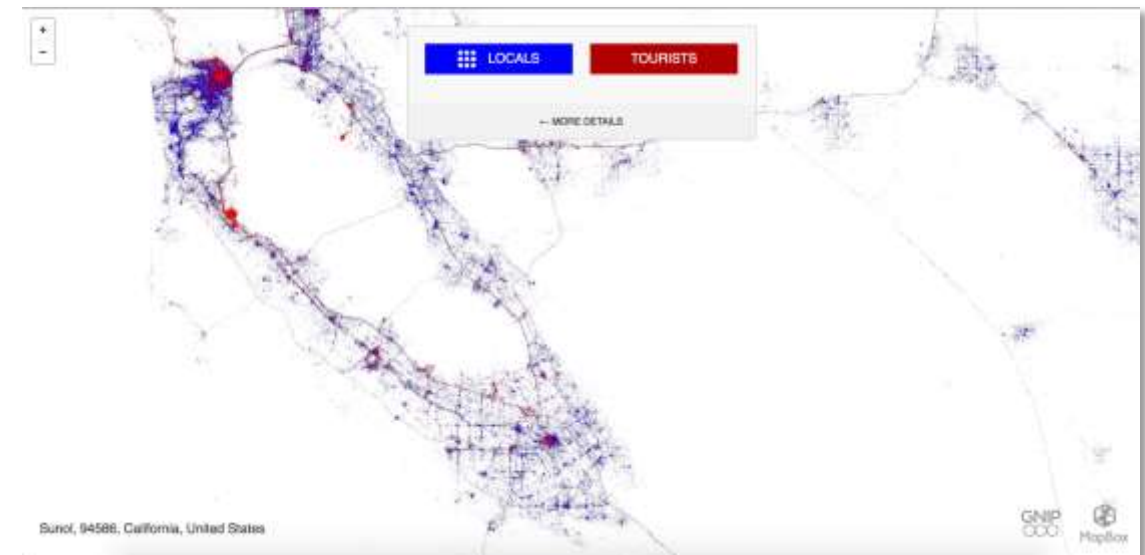 +
-
LOCALS
TOURISTS
← MORE DETAILS
Sunol, 94586, California, United States
GNIP
MapBox